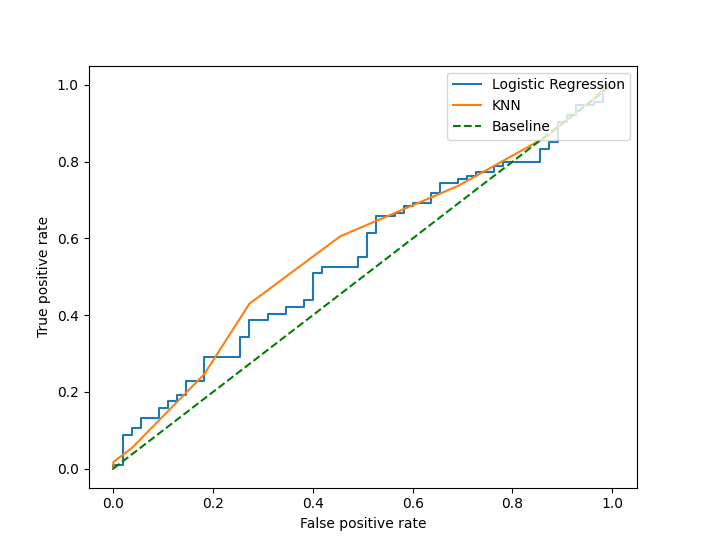 Logistic Regression
KNN
Baseline
True positive rate
1.0
0.8
0.6
0.4
0.2
0.0
0.0 0.2 0.4 0.6 0.8 1.0
False positive rate